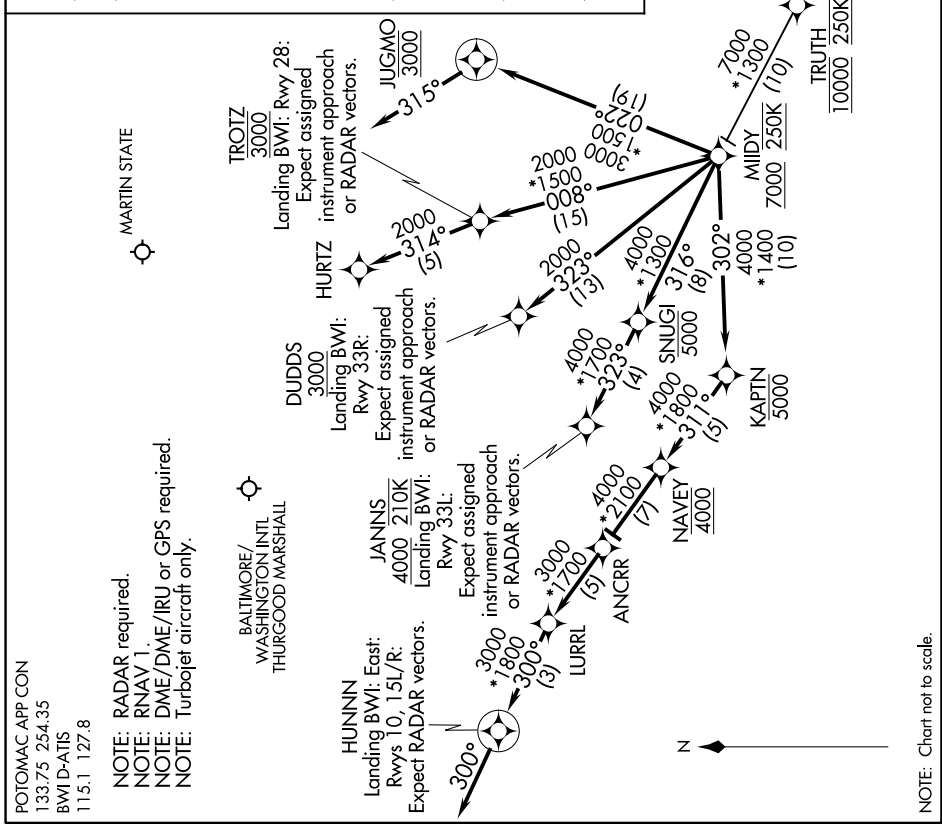 POTOMAC APP CON
133.75 254.35
BWI D-ATIS
115.1 127.8
NOTE: RADAR required.
NOTE: RNAV 1.
NOTE: DME/DME/IRU or GPS required.
NOTE: Turbojet aircraft only.
MARTIN STATE
BALTIMORE/
WASHINGTON INTL
THURGOOD MARSHALL
TROTZ
3000
Landing BWI: Rwy 28:
Expect assigned
instrument approach
or RADAR vectors.
JUGMO
3000
315°
022°
3000
*1500
(19)
HURTZ
2000
314°
(5)
2000
*1500
008°
(15)
DUDDS
3000
Landing BWI:
Rwy 33R:
Expect assigned
instrument approach
or RADAR vectors.
2000
323°
(13)
JANNS
4000 210K
Landing BWI:
Rwy 33L:
Expect assigned
instrument approach
or RADAR vectors.
4000
*1700
323°
(4)
SNUGI
5000
4000
*1300
316°
(8)
MIIDY
7000 250K
7000
*1300
(10)
TRUTH
10000 250K
302°
4000
*1400
(10)
KAPTN
5000
4000
*1800
311°
(5)
NAVEY
4000
4000
*2100
(7)
ANCRR
3000
*1700
(5)
LURRL
3000
*1800
300°
(3)
HUNNN
Landing BWI: East:
Rwys 10, 15L/R:
Expect RADAR vectors.
300°
N
NOTE: Chart not to scale.